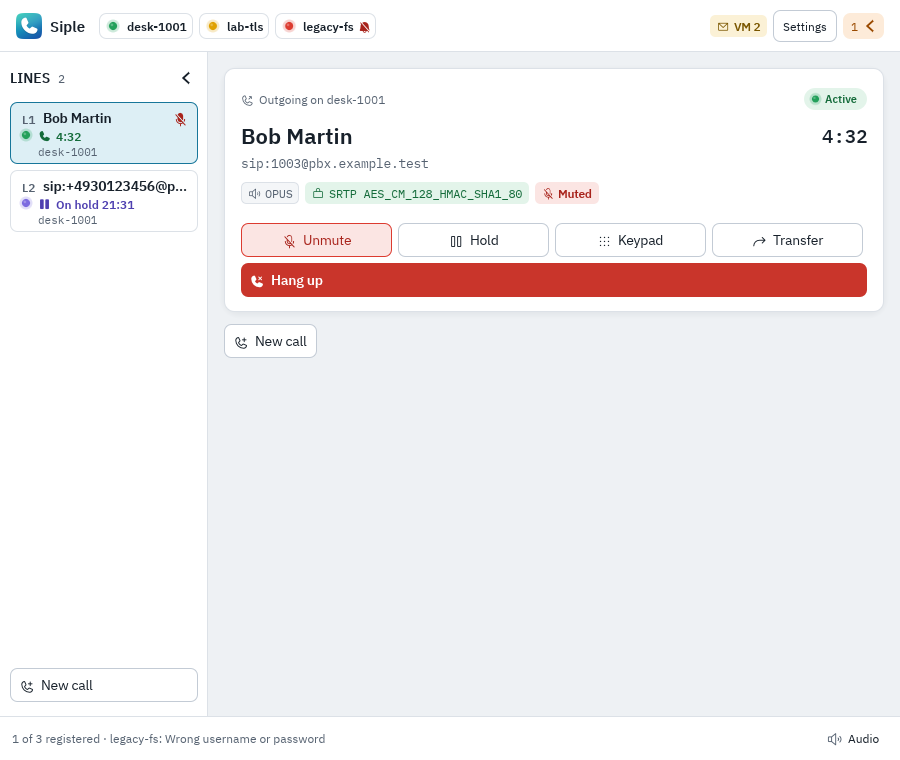 Siple desk-1001 lab-tls legacy-fs VM 2 Settings 1
LINES 2
L1 Bob Martin
4:32
desk-1001
L2 sip:+4930123456@p...
On hold 21:31
desk-1001
New call
Outgoing on desk-1001 Active
Bob Martin 4:32
sip:1003@pbx.example.test
OPUS SRTP AES_CM_128_HMAC_SHA1_80 Muted
Unmute Hold Keypad Transfer
Hang up
New call
1 of 3 registered · legacy-fs: Wrong username or password Audio